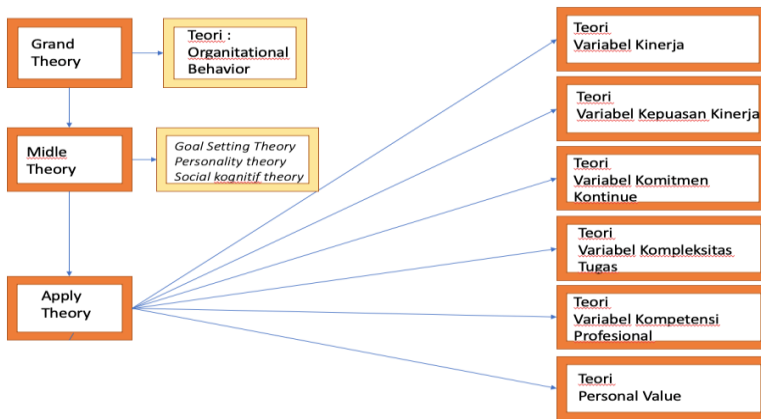 Grand
Theory
Teori :
Organitational
Behavior
Midle
Theory
Goal Setting Theory
Personality theory
Social kognitif theory
Apply
Theory
Teori
Variabel Kinerja
Teori
Variabel Kepuasan Kinerja
Teori
Variabel Komitmen
Kontinue
Teori
Variabel Kompleksitas
Tugas
Teori
Variabel Kompetensi
Profesional
Teori
Personal Value